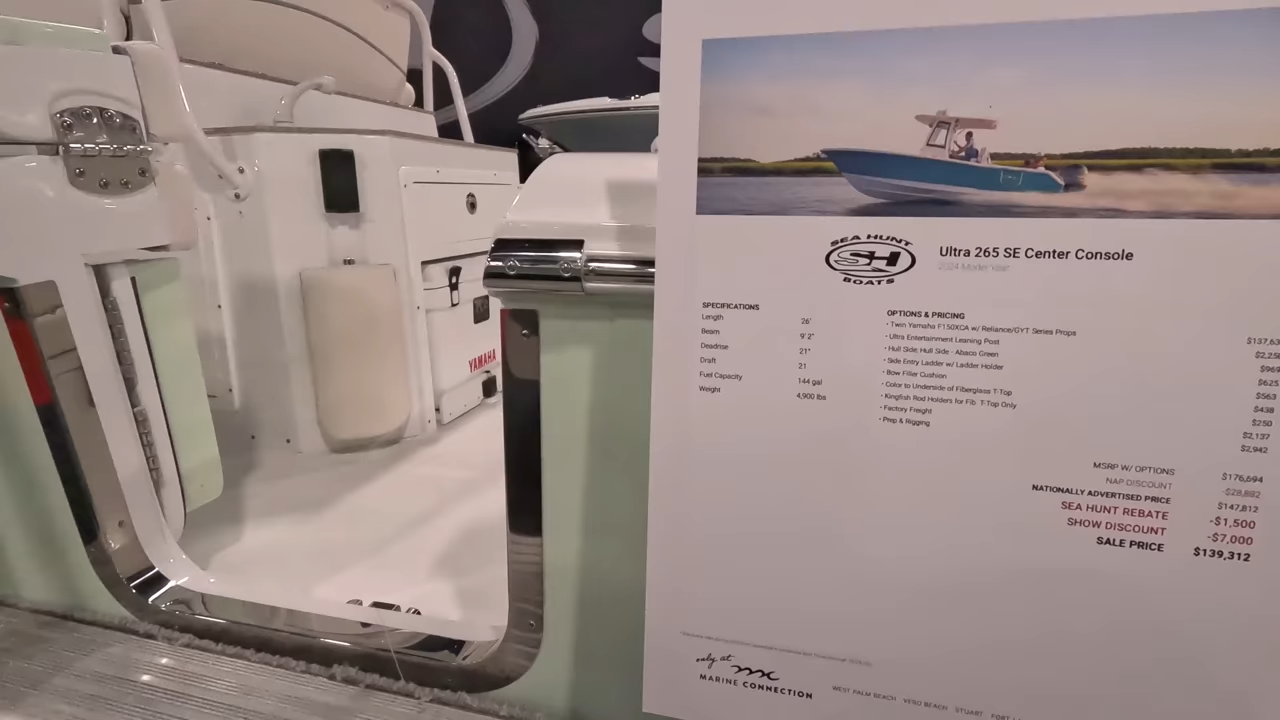 SEA HUNT
SH
BOATS
Ultra 265 SE Center Console
2024 Model Year
SPECIFICATIONS
Length 26'
Beam 9' 2"
Deadrise 21°
Draft 21
Fuel Capacity 144 gal
Weight 4,900 lbs
OPTIONS & PRICING
• Twin Yamaha F150XCA w/ Reliance/GYT Series Props $137,63
• Ultra Entertainment Leaning Post $2,25
• Hull Side: Hull Side - Abaco Green $969
• Side Entry Ladder w/ Ladder Holder $625
• Bow Filler Cushion $563
• Color to Underside of Fiberglass T-Top $438
• Kingfish Rod Holders for Fib T-Top Only $250
• Factory Freight $2,137
• Prep & Rigging $2,942
MSRP W/ OPTIONS $176,694
NAP DISCOUNT -$28,882
NATIONALLY ADVERTISED PRICE $147,812
SEA HUNT REBATE -$1,500
SHOW DISCOUNT -$7,000
SALE PRICE $139,312
only at
MARINE CONNECTION
WEST PALM BEACH VERO BEACH STUART FORT
YAMAHA